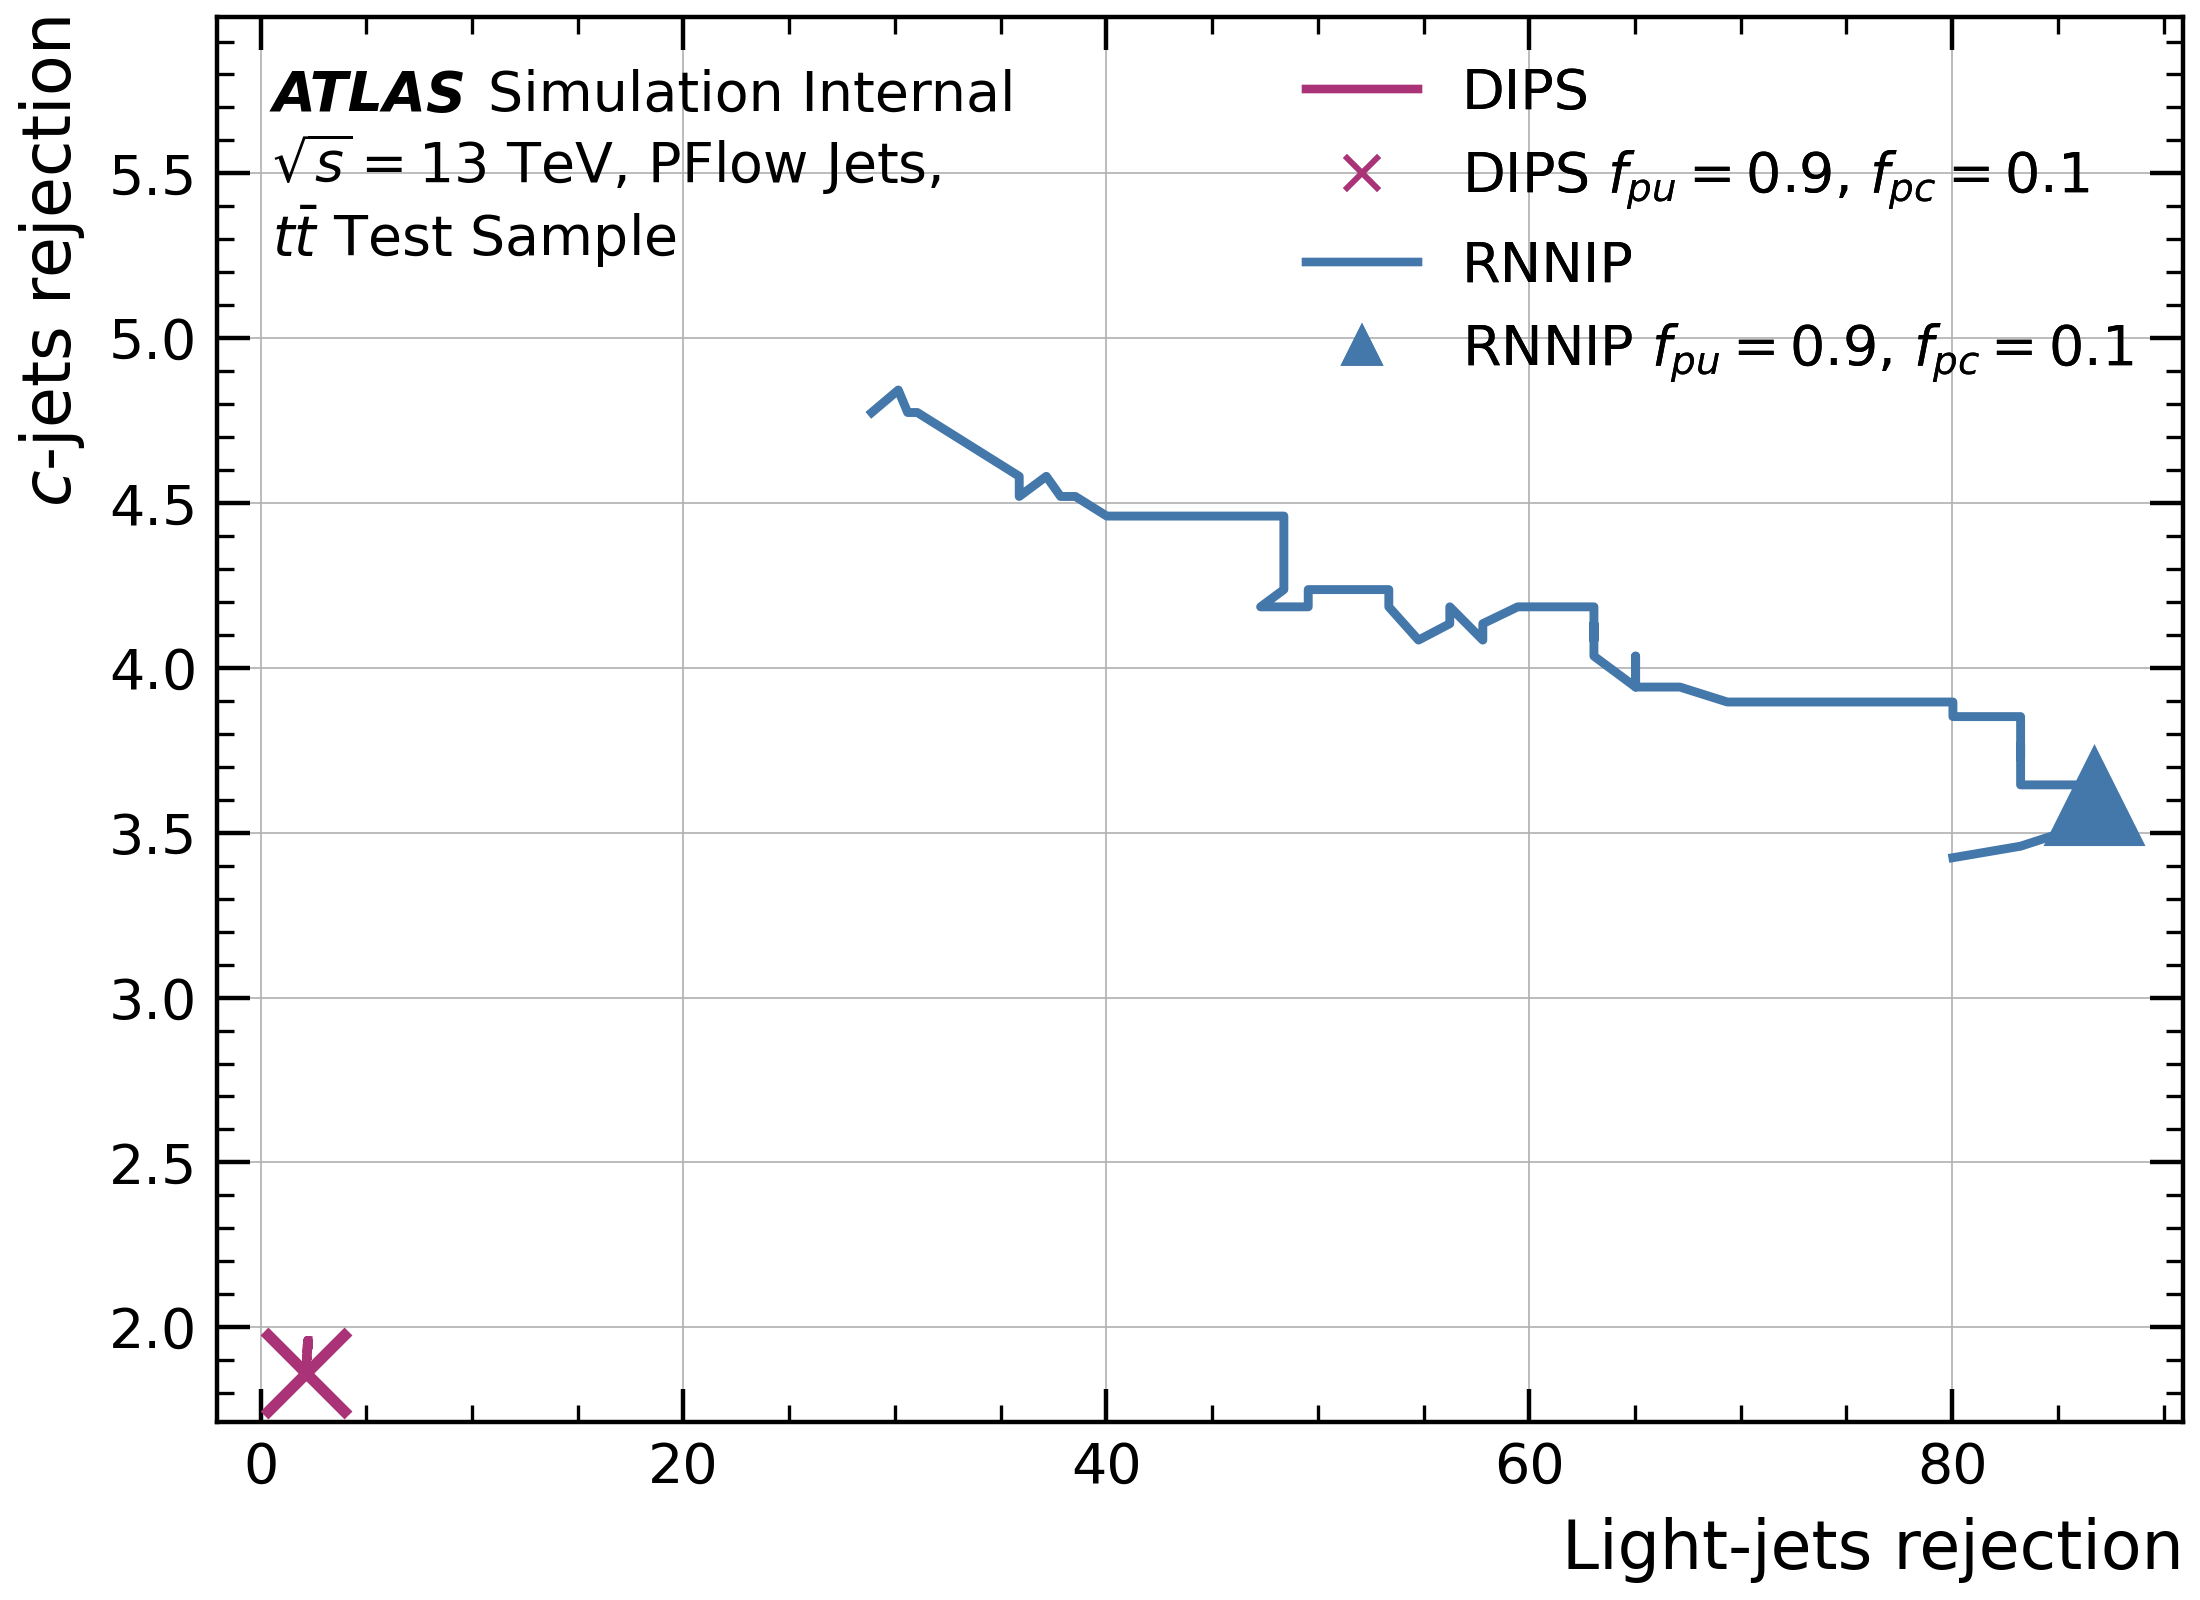 c-jets rejection
ATLAS Simulation Internal
√s = 13 TeV, PFlow Jets,
tt̄ Test Sample
DIPS
DIPS f_pu = 0.9, f_pc = 0.1
RNNIP
RNNIP f_pu = 0.9, f_pc = 0.1
5.5
5.0
4.5
4.0
3.5
3.0
2.5
2.0
0 20 40 60 80
Light-jets rejection